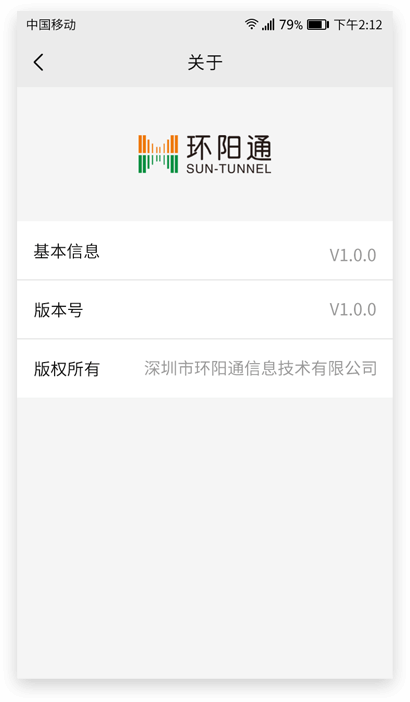 中国移动 79% 下午2:12
关于
环阳通
SUN-TUNNEL
基本信息 V1.0.0
版本号 V1.0.0
版权所有 深圳市环阳通信息技术有限公司